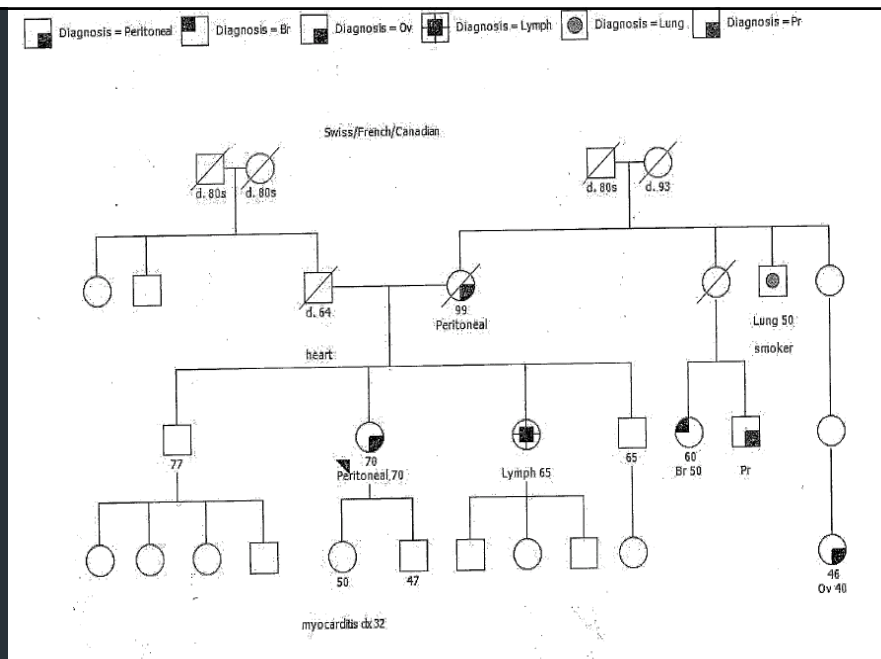 Diagnosis = Peritoneal Diagnosis = Br Diagnosis = Ov Diagnosis = Lymph Diagnosis = Lung Diagnosis = Pr
Swiss/French/Canadian
d. 80s d. 80s d. 80s d. 93
d. 64 99
Peritoneal Lung 50
heart smoker
77 70 65 60
Peritoneal, 70 Lymph 65 Br 50 Pr
50 47 46
Ov 40
myocarditis dx 32